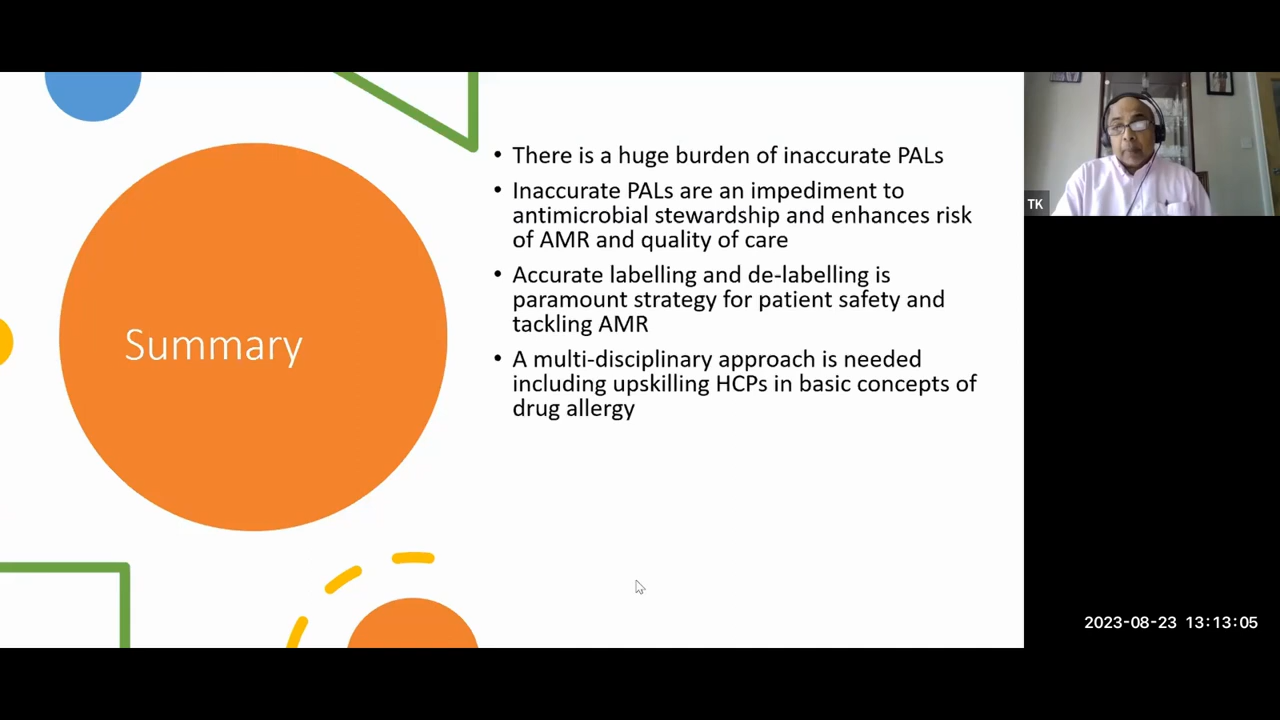 Summary
• There is a huge burden of inaccurate PALs
• Inaccurate PALs are an impediment to
antimicrobial stewardship and enhances risk
of AMR and quality of care
• Accurate labelling and de-labelling is
paramount strategy for patient safety and
tackling AMR
• A multi-disciplinary approach is needed
including upskilling HCPs in basic concepts of
drug allergy
TK
2023-08-23 13:13:05